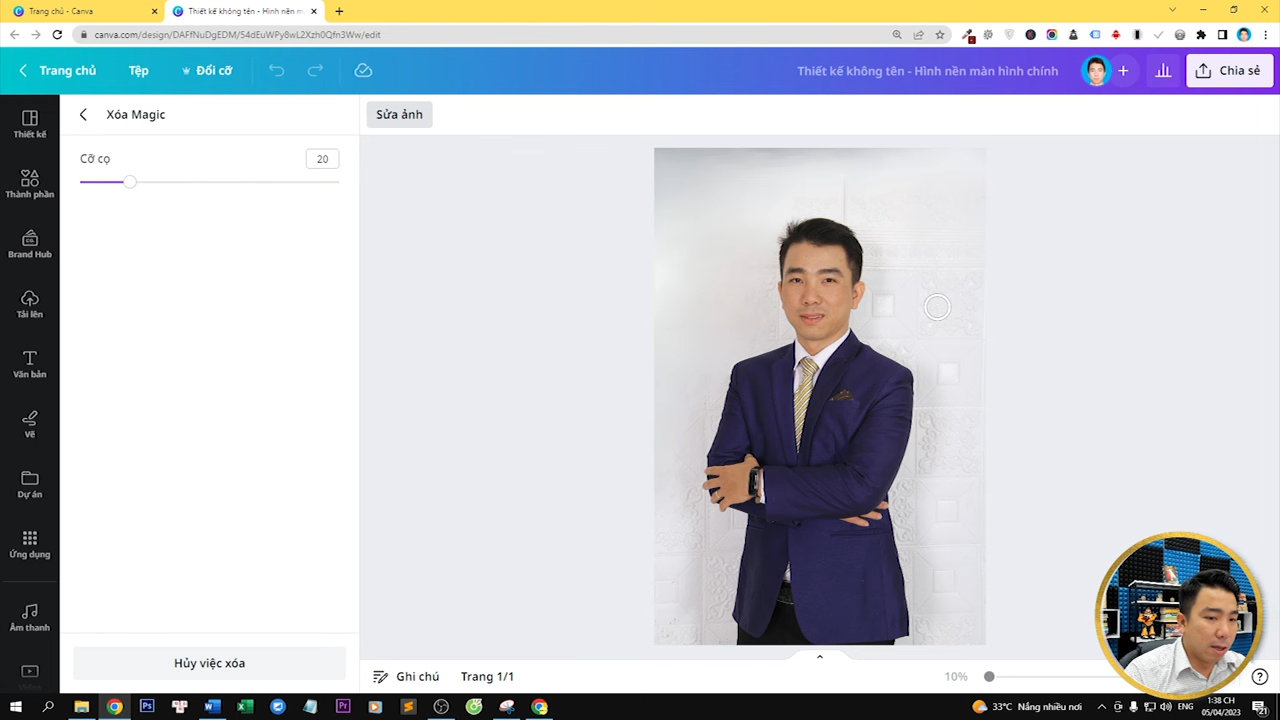 Trang chủ - Canva
Thiết kế không tên - Hình nền m
canva.com/design/DAFfNuDgEDM/54dEuWPy8wL2Xzh0Qfn3Ww/edit
Trang chủ
Tệp
Đổi cỡ
Thiết kế không tên - Hình nền màn hình chính
Chia sẻ
Thiết kế
Thành phần
Brand Hub
Tải lên
Văn bản
Vẽ
Dự án
Ứng dụng
Âm thanh
Video
Xóa Magic
Cỡ cọ
20
Hủy việc xóa
Sửa ảnh
Ghi chú
Trang 1/1
10%
33°C Nắng nhiều nơi
ENG
1:38 CH
05/04/2023